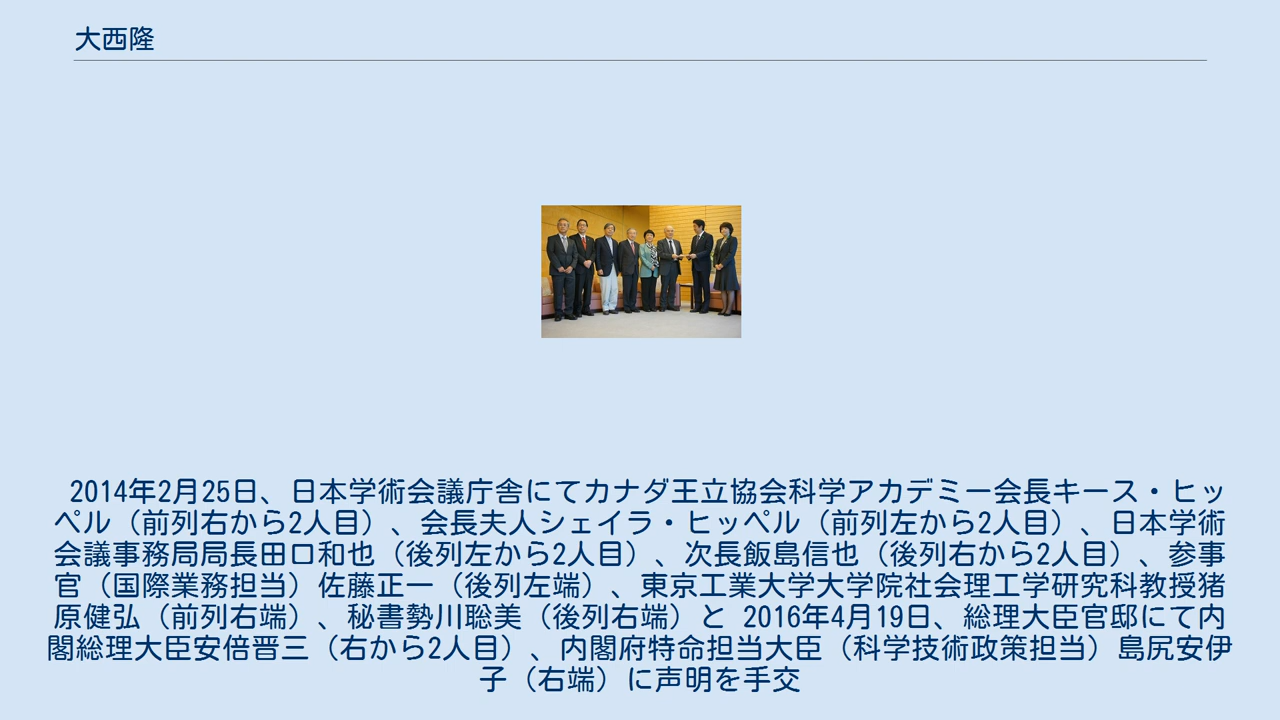 大西隆
2014年2月25日、日本学術会議庁舎にてカナダ王立協会科学アカデミー会長キース・ヒッ
ペル（前列右から2人目）、会長夫人シェイラ・ヒッペル（前列左から2人目）、日本学術
会議事務局局長田口和也（後列左から2人目）、次長飯島信也（後列右から2人目）、参事
官（国際業務担当）佐藤正一（後列左端）、東京工業大学大学院社会理工学研究科教授猪
原健弘（前列右端）、秘書勢川聡美（後列右端）と 2016年4月19日、総理大臣官邸にて内
閣総理大臣安倍晋三（右から2人目）、内閣府特命担当大臣（科学技術政策担当）島尻安伊
子（右端）に声明を手交